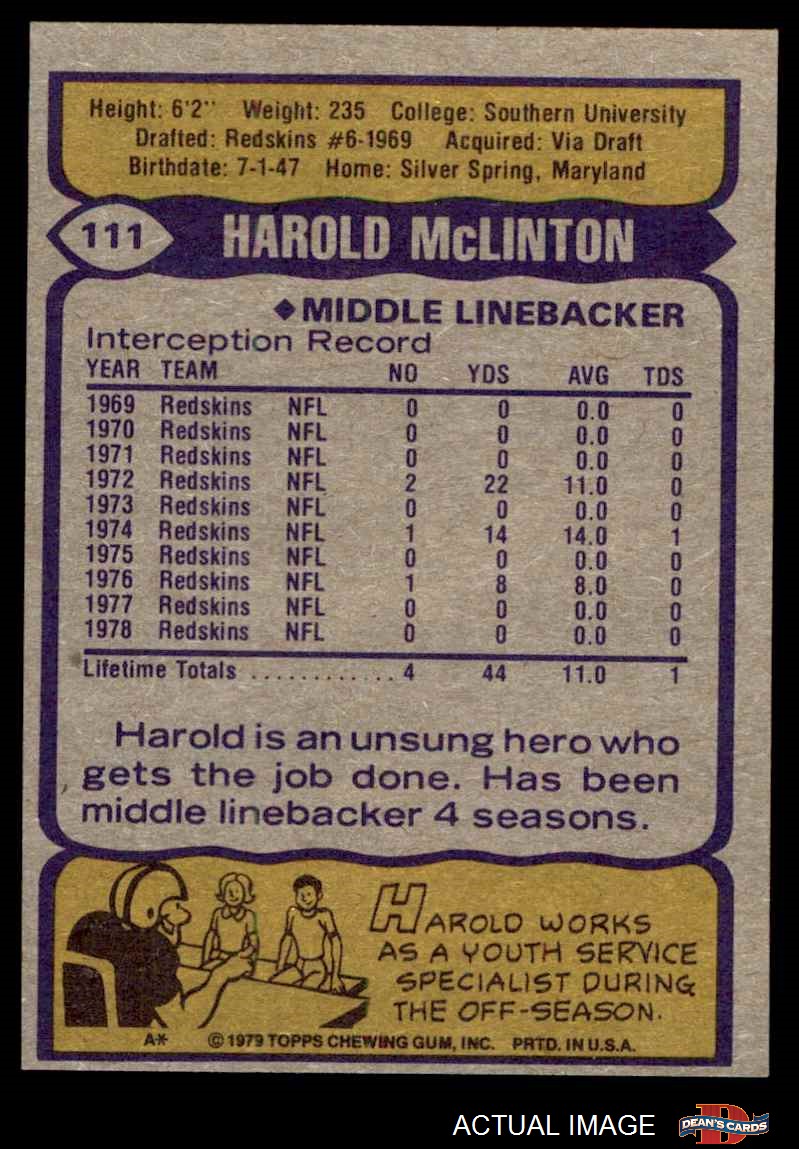 Height: 6'2" Weight: 235 College: Southern University
Drafted: Redskins #6-1969 Acquired: Via Draft
Birthdate: 7-1-47 Home: Silver Spring, Maryland
111 HAROLD McLINTON
◆MIDDLE LINEBACKER
Interception Record
YEAR TEAM NO YDS AVG TDS
1969 Redskins NFL 0 0 0.0 0
1970 Redskins NFL 0 0 0.0 0
1971 Redskins NFL 0 0 0.0 0
1972 Redskins NFL 2 22 11.0 0
1973 Redskins NFL 0 0 0.0 0
1974 Redskins NFL 1 14 14.0 1
1975 Redskins NFL 0 0 0.0 0
1976 Redskins NFL 1 8 8.0 0
1977 Redskins NFL 0 0 0.0 0
1978 Redskins NFL 0 0 0.0 0
Lifetime Totals ............ 4 44 11.0 1
Harold is an unsung hero who
gets the job done. Has been
middle linebacker 4 seasons.
HAROLD WORKS
AS A YOUTH SERVICE
SPECIALIST DURING
THE OFF-SEASON.
A* © 1979 TOPPS CHEWING GUM, INC. PRTD. IN U.S.A.
ACTUAL IMAGE
D
DEAN'S CARDS